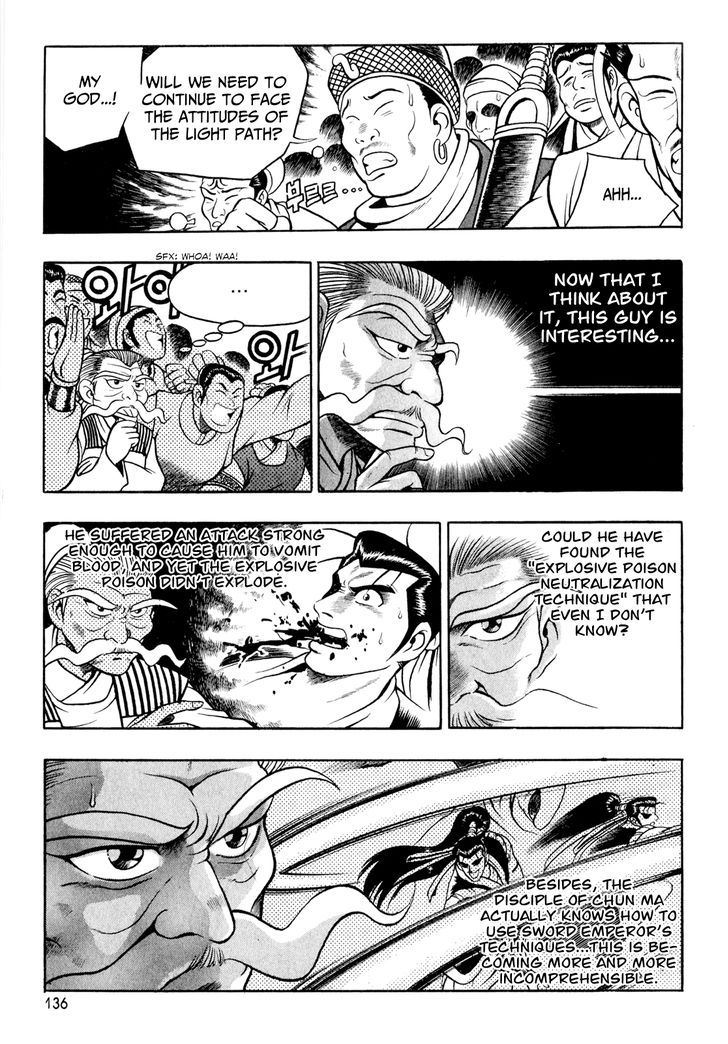 MY
GOD...!
WILL WE NEED TO
CONTINUE TO FACE
THE ATTITUDES OF
THE LIGHT PATH?
부르르...
AHH...
SFX: WHOA! WAA!
와아
와
...
NOW THAT I
THINK ABOUT
IT, THIS GUY IS
INTERESTING...
HE SUFFERED AN ATTACK STRONG
ENOUGH TO CAUSE HIM TO VOMIT
BLOOD, AND YET THE EXPLOSIVE
POISON DIDN'T EXPLODE.
COULD HE HAVE
FOUND THE
"EXPLOSIVE POISON
NEUTRALIZATION
TECHNIQUE" THAT
EVEN I DON'T
KNOW?
BESIDES, THE
DISCIPLE OF CHUN MA
ACTUALLY KNOWS HOW TO
USE SWORD EMPEROR'S
TECHNIQUES...THIS IS BE-
COMING MORE AND MORE
INCOMPREHENSIBLE.
136